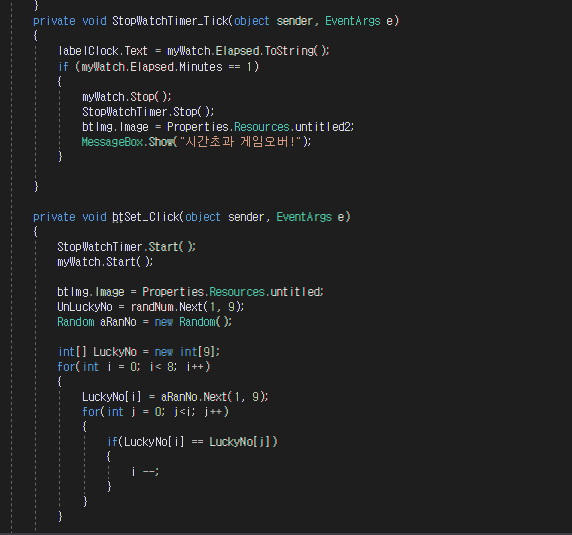 }
private void StopWatchTimer_Tick(object sender, EventArgs e)
{
labelClock.Text = myWatch.Elapsed.ToString();
if (myWatch.Elapsed.Minutes == 1)
{
myWatch.Stop();
StopWatchTimer.Stop();
btImg.Image = Properties.Resources.untitled2;
MessageBox.Show("시간초과 게임오버!");
}
}
private void btSet_Click(object sender, EventArgs e)
{
StopWatchTimer.Start();
myWatch.Start();
btImg.Image = Properties.Resources.untitled;
UnLuckyNo = randNum.Next(1, 9);
Random aRanNo = new Random();
int[] LuckyNo = new int[9];
for(int i = 0; i< 8; i++)
{
LuckyNo[i] = aRanNo.Next(1, 9);
for(int j = 0; j<i; j++)
{
if(LuckyNo[i] == LuckyNo[j])
{
i --;
}
}
}